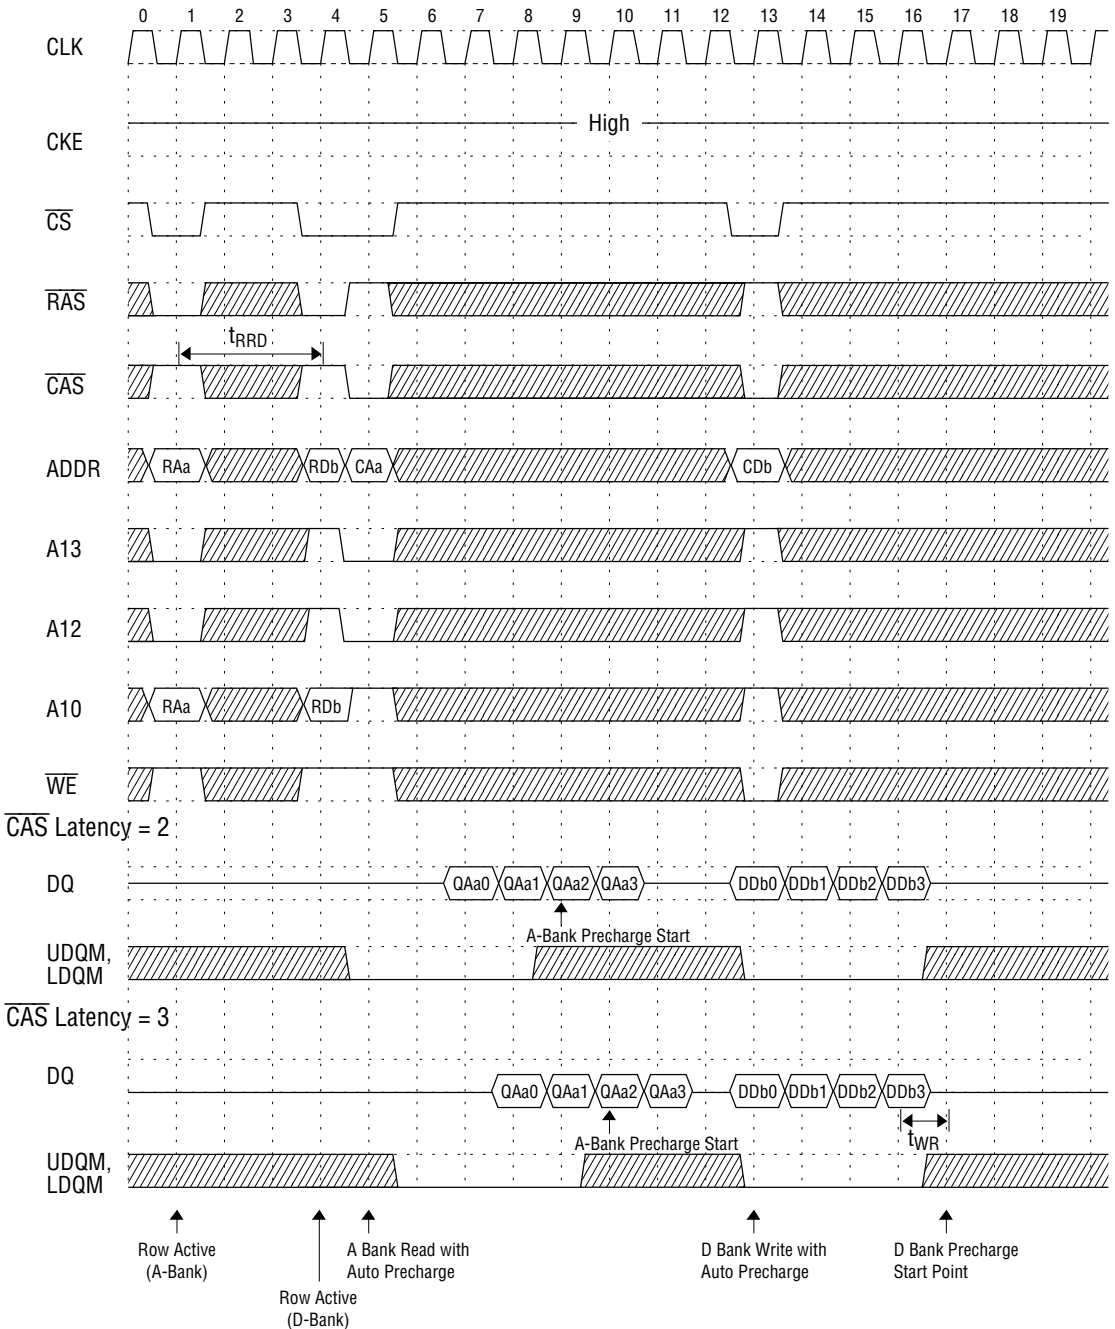 0 1 2 3 4 5 6 7 8 9 10 11 12 13 14 15 16 17 18 19
CLK
High
CKE
CS
RAS
tRRD
CAS
ADDR RAa RDb CAa CDb
A13
A12
A10 RAa RDb
WE
CAS Latency = 2
DQ QAa0 QAa1 QAa2 QAa3 DDb0 DDb1 DDb2 DDb3
A-Bank Precharge Start
UDQM,
LDQM
CAS Latency = 3
DQ QAa0 QAa1 QAa2 QAa3 DDb0 DDb1 DDb2 DDb3
A-Bank Precharge Start
tWR
UDQM,
LDQM
Row Active
(A-Bank)
Row Active
(D-Bank)
A Bank Read with
Auto Precharge
D Bank Write with
Auto Precharge
D Bank Precharge
Start Point